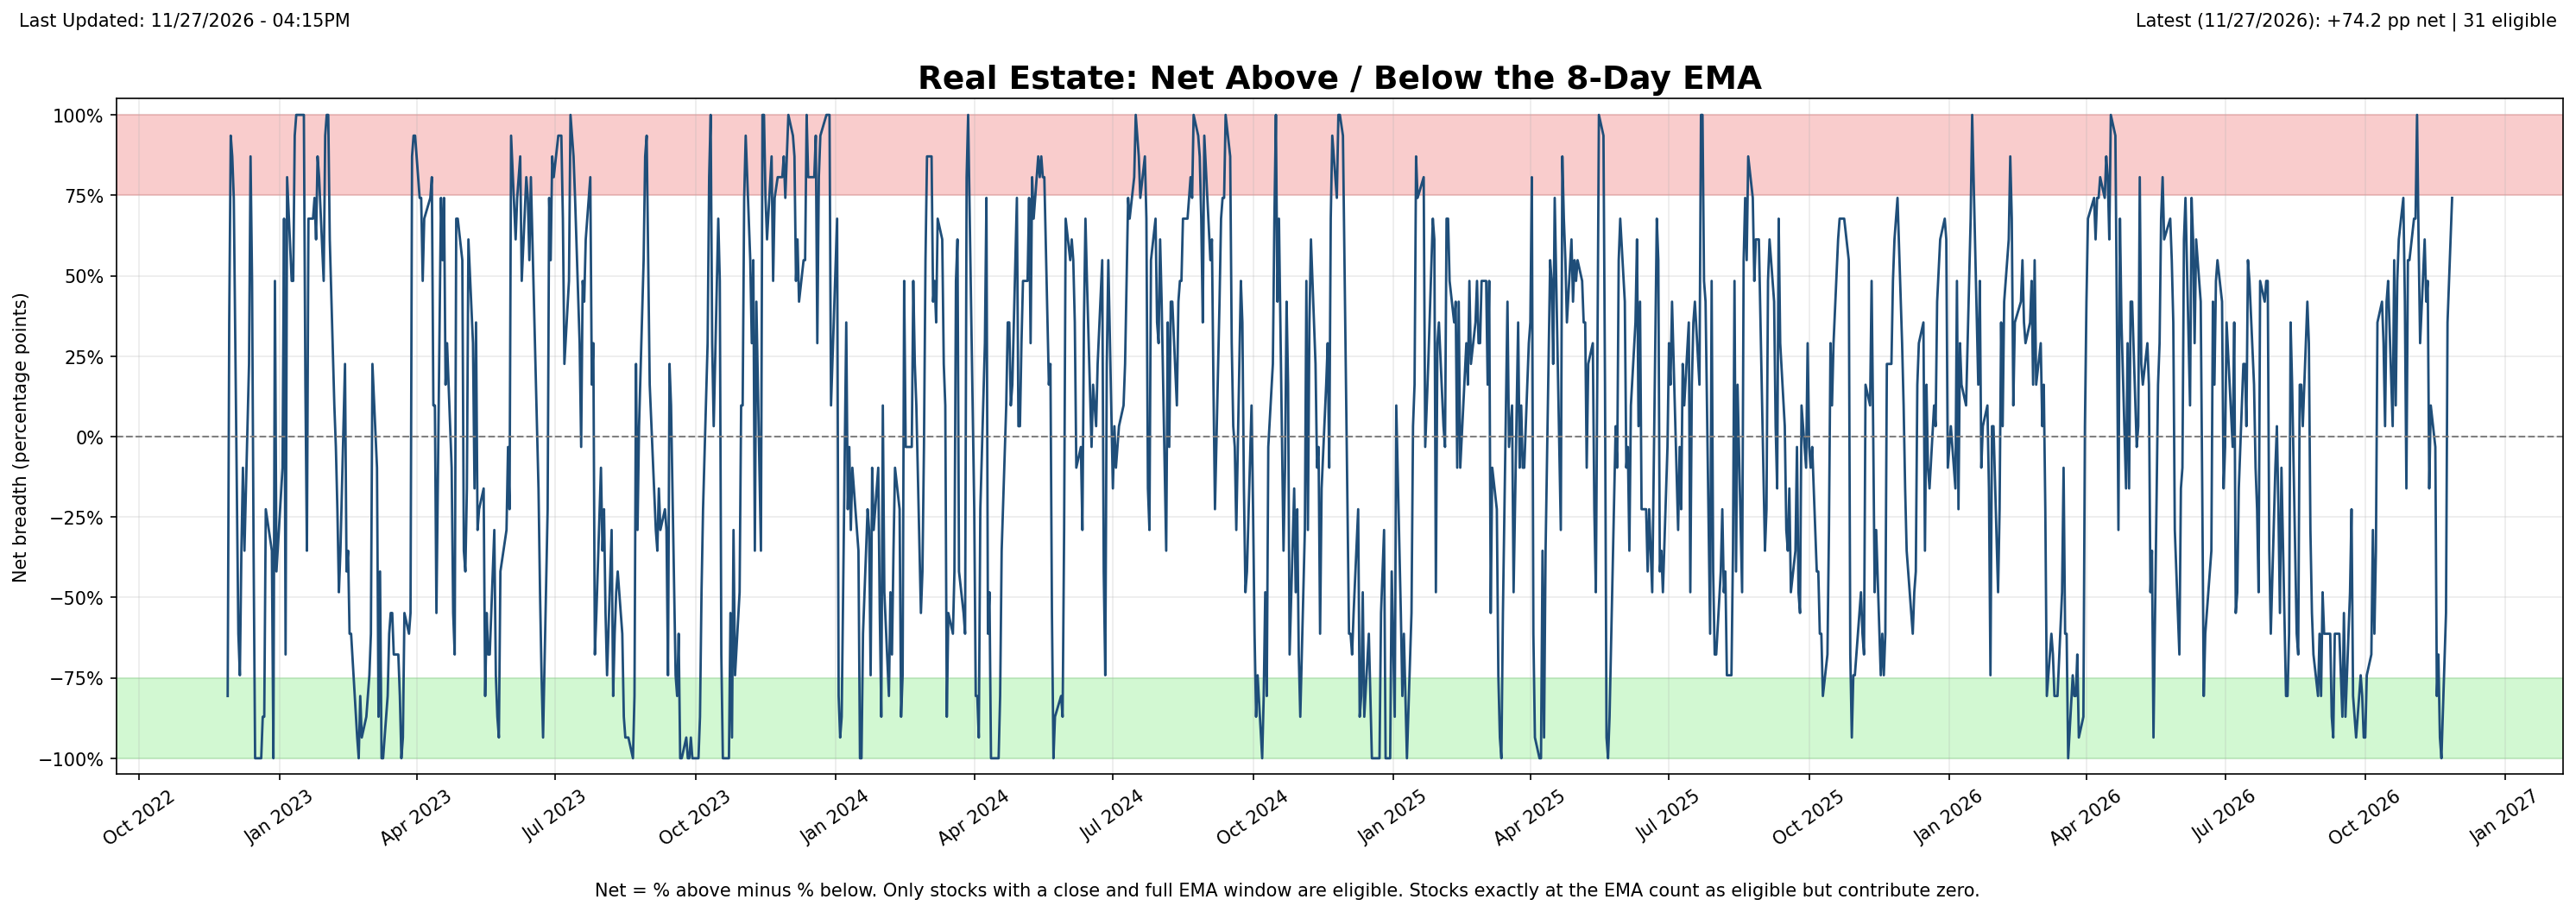 Last Updated: 11/27/2026 - 04:15PM
Latest (11/27/2026): +74.2 pp net | 31 eligible
Real Estate: Net Above / Below the 8-Day EMA
Net breadth (percentage points)
100%
75%
50%
25%
0%
−25%
−50%
−75%
−100%
Oct 2022
Jan 2023
Apr 2023
Jul 2023
Oct 2023
Jan 2024
Apr 2024
Jul 2024
Oct 2024
Jan 2025
Apr 2025
Jul 2025
Oct 2025
Jan 2026
Apr 2026
Jul 2026
Oct 2026
Jan 2027
Net = % above minus % below. Only stocks with a close and full EMA window are eligible. Stocks exactly at the EMA count as eligible but contribute zero.